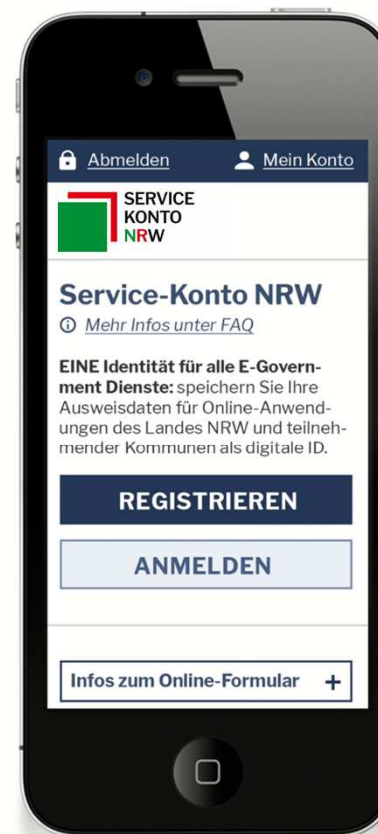 Abmelden Mein Konto
SERVICE
KONTO
NRW
Service-Konto NRW
Mehr Infos unter FAQ
EINE Identität für alle E-Govern-
ment Dienste: speichern Sie Ihre
Ausweisdaten für Online-Anwend-
ungen des Landes NRW und teilneh-
mender Kommunen als digitale ID.
REGISTRIEREN
ANMELDEN
Infos zum Online-Formular +